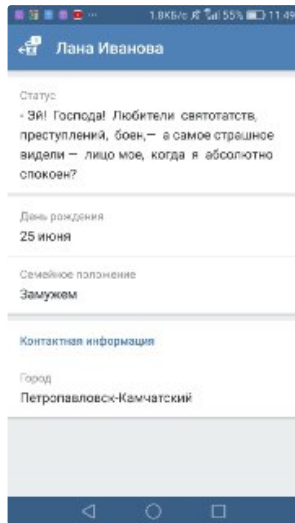 1.8КБ/с 55% 11:49
Лана Иванова
Статус
- Эй! Господа! Любители святотатств,
преступлений, боен,— а самое страшное
видели — лицо мое, когда я абсолютно
спокоен?
День рождения
25 июня
Семейное положение
Замужем
Контактная информация
Город
Петропавловск-Камчатский